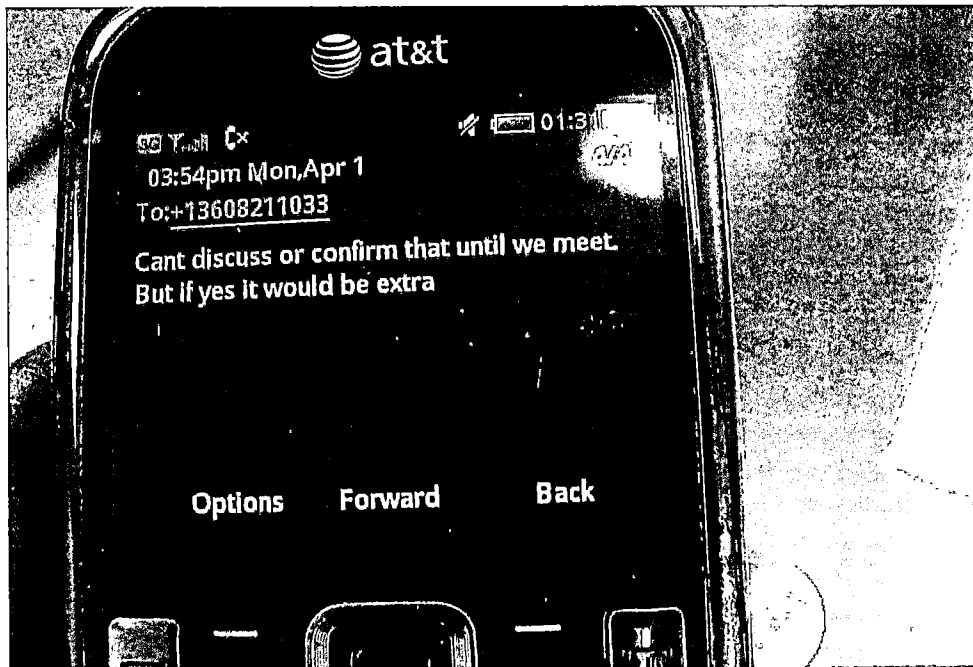 at&t
03:54pm Mon,Apr 1
To:+13608211033
Cant discuss or confirm that until we meet.
But if yes it would be extra
Options Forward Back